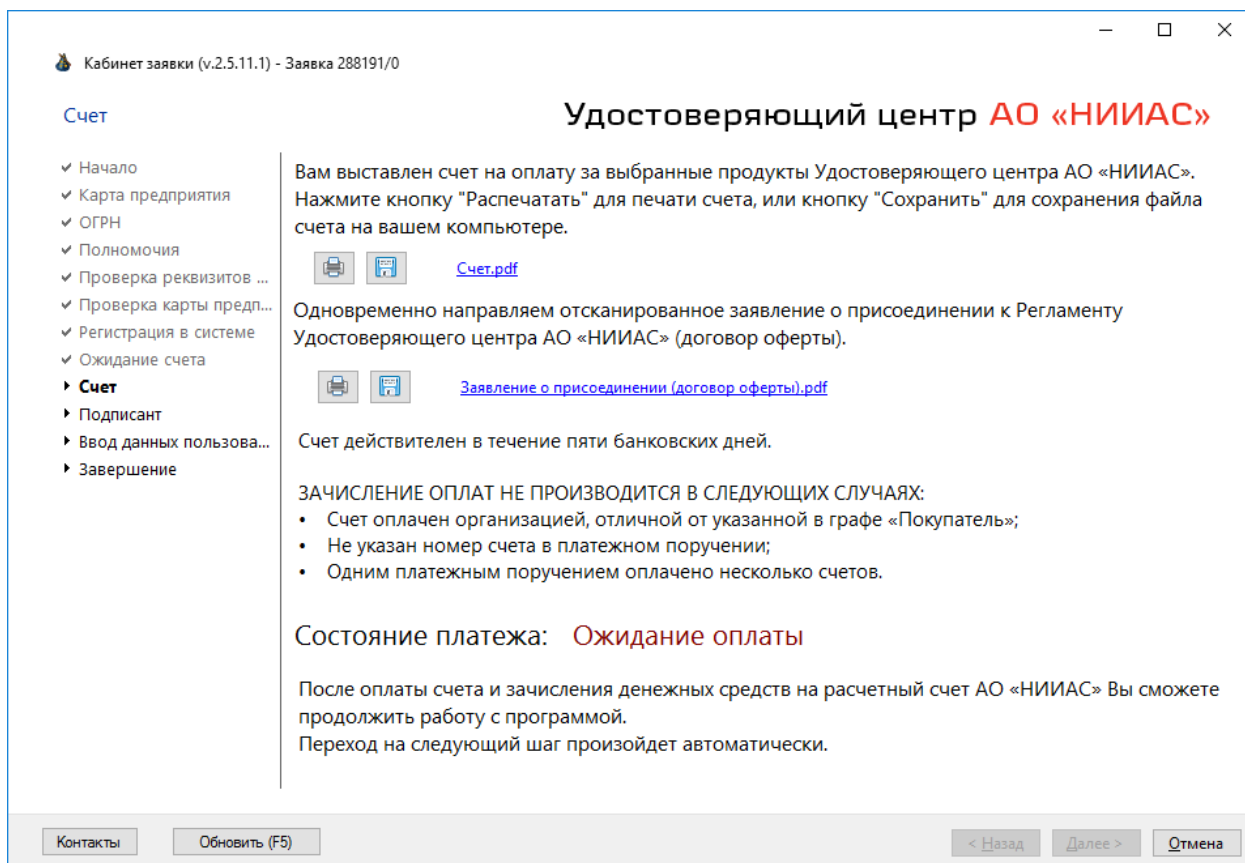 Кабинет заявки (v.2.5.11.1) - Заявка 288191/0
Счет
Удостоверяющий центр АО «НИИАС»
Начало
Карта предприятия
ОГРН
Полномочия
Проверка реквизитов ...
Проверка карты предп...
Регистрация в системе
Ожидание счета
Счет
Подписант
Ввод данных пользова...
Завершение
Вам выставлен счет на оплату за выбранные продукты Удостоверяющего центра АО «НИИАС».
Нажмите кнопку "Распечатать" для печати счета, или кнопку "Сохранить" для сохранения файла
счета на вашем компьютере.
Счет.pdf
Одновременно направляем отсканированное заявление о присоединении к Регламенту
Удостоверяющего центра АО «НИИАС» (договор оферты).
Заявление о присоединении (договор оферты).pdf
Счет действителен в течение пяти банковских дней.
ЗАЧИСЛЕНИЕ ОПЛАТ НЕ ПРОИЗВОДИТСЯ В СЛЕДУЮЩИХ СЛУЧАЯХ:
• Счет оплачен организацией, отличной от указанной в графе «Покупатель»;
• Не указан номер счета в платежном поручении;
• Одним платежным поручением оплачено несколько счетов.
Состояние платежа: Ожидание оплаты
После оплаты счета и зачисления денежных средств на расчетный счет АО «НИИАС» Вы сможете
продолжить работу с программой.
Переход на следующий шаг произойдет автоматически.
Контакты
Обновить (F5)
< Назад
Далее >
Отмена